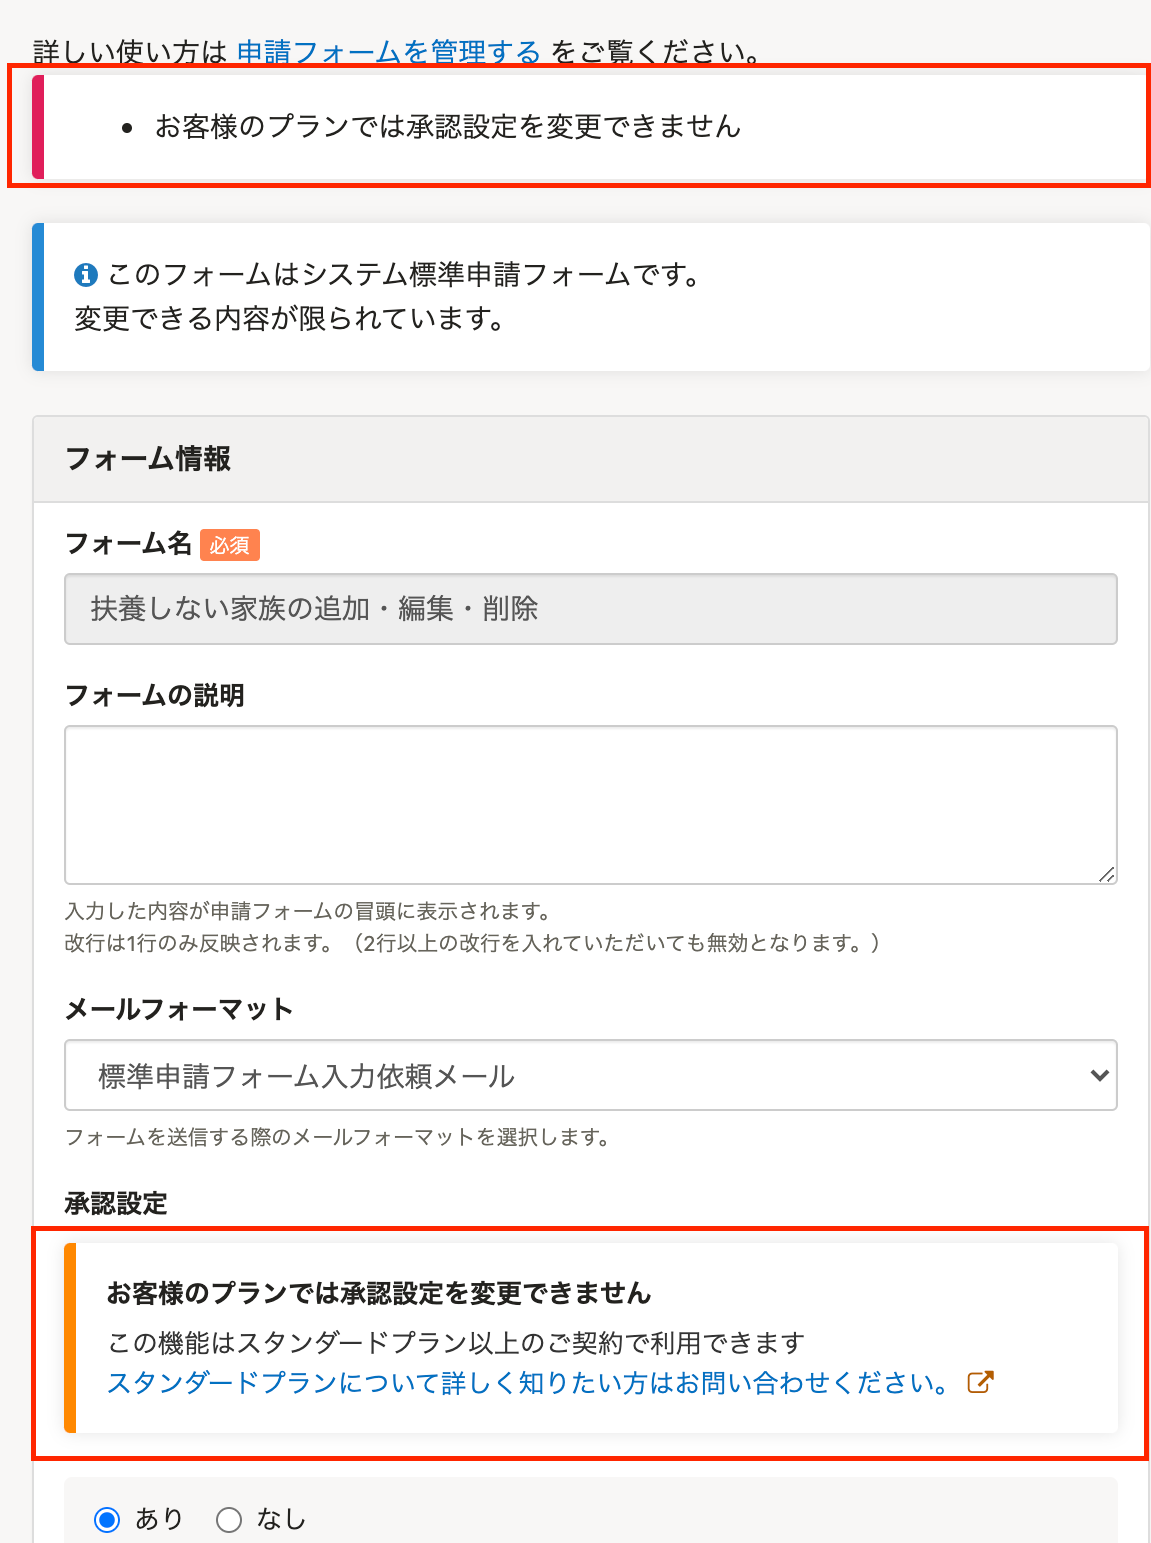 詳しい使い方は 申請フォームを管理する をご覧ください。
• お客様のプランでは承認設定を変更できません
このフォームはシステム標準申請フォームです。
変更できる内容が限られています。
フォーム情報
フォーム名 必須
扶養しない家族の追加・編集・削除
フォームの説明
入力した内容が申請フォームの冒頭に表示されます。
改行は1行のみ反映されます。（2行以上の改行を入れていただいても無効となります。）
メールフォーマット
標準申請フォーム入力依頼メール
フォームを送信する際のメールフォーマットを選択します。
承認設定
お客様のプランでは承認設定を変更できません
この機能はスタンダードプラン以上のご契約で利用できます
スタンダードプランについて詳しく知りたい方はお問い合わせください。
あり なし